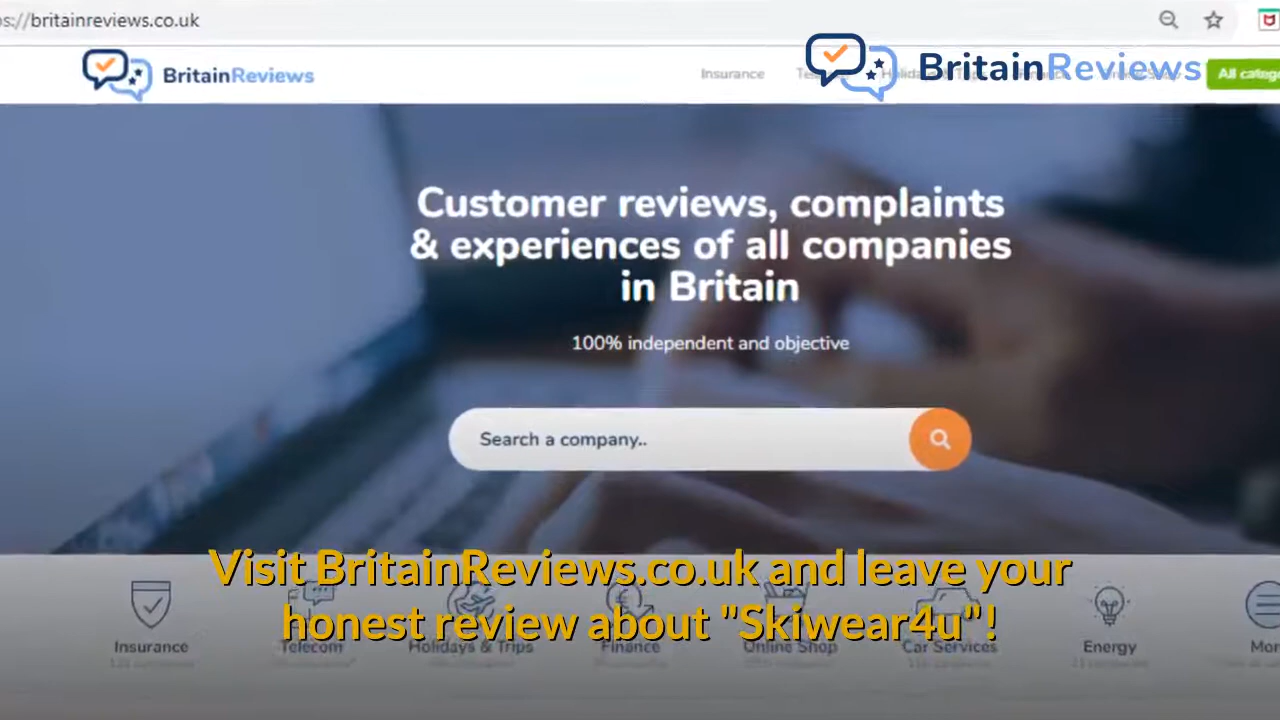 s://britainreviews.co.uk
BritainReviews
Insurance
BritainReviews
All catego
Customer reviews, complaints
& experiences of all companies
in Britain
100% independent and objective
Search a company..
Visit BritainReviews.co.uk and leave your
honest review about "Skiwear4u"!
Insurance
Telecom
Holidays & Trips
Finance
Online Shop
Car Services
Energy
Mor